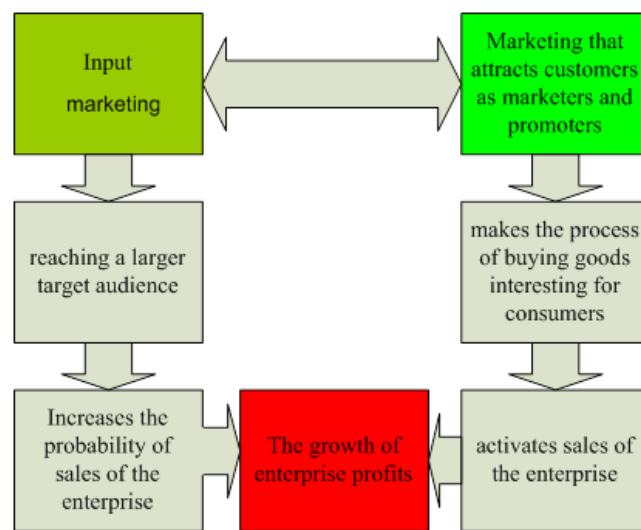 Input
marketing
Marketing that
attracts customers
as marketers and
promoters
reaching a larger
target audience
makes the process
of buying goods
interesting for
consumers
Increases the
probability of
sales of the
enterprise
The growth of
enterprise profits
activates sales of
the enterprise